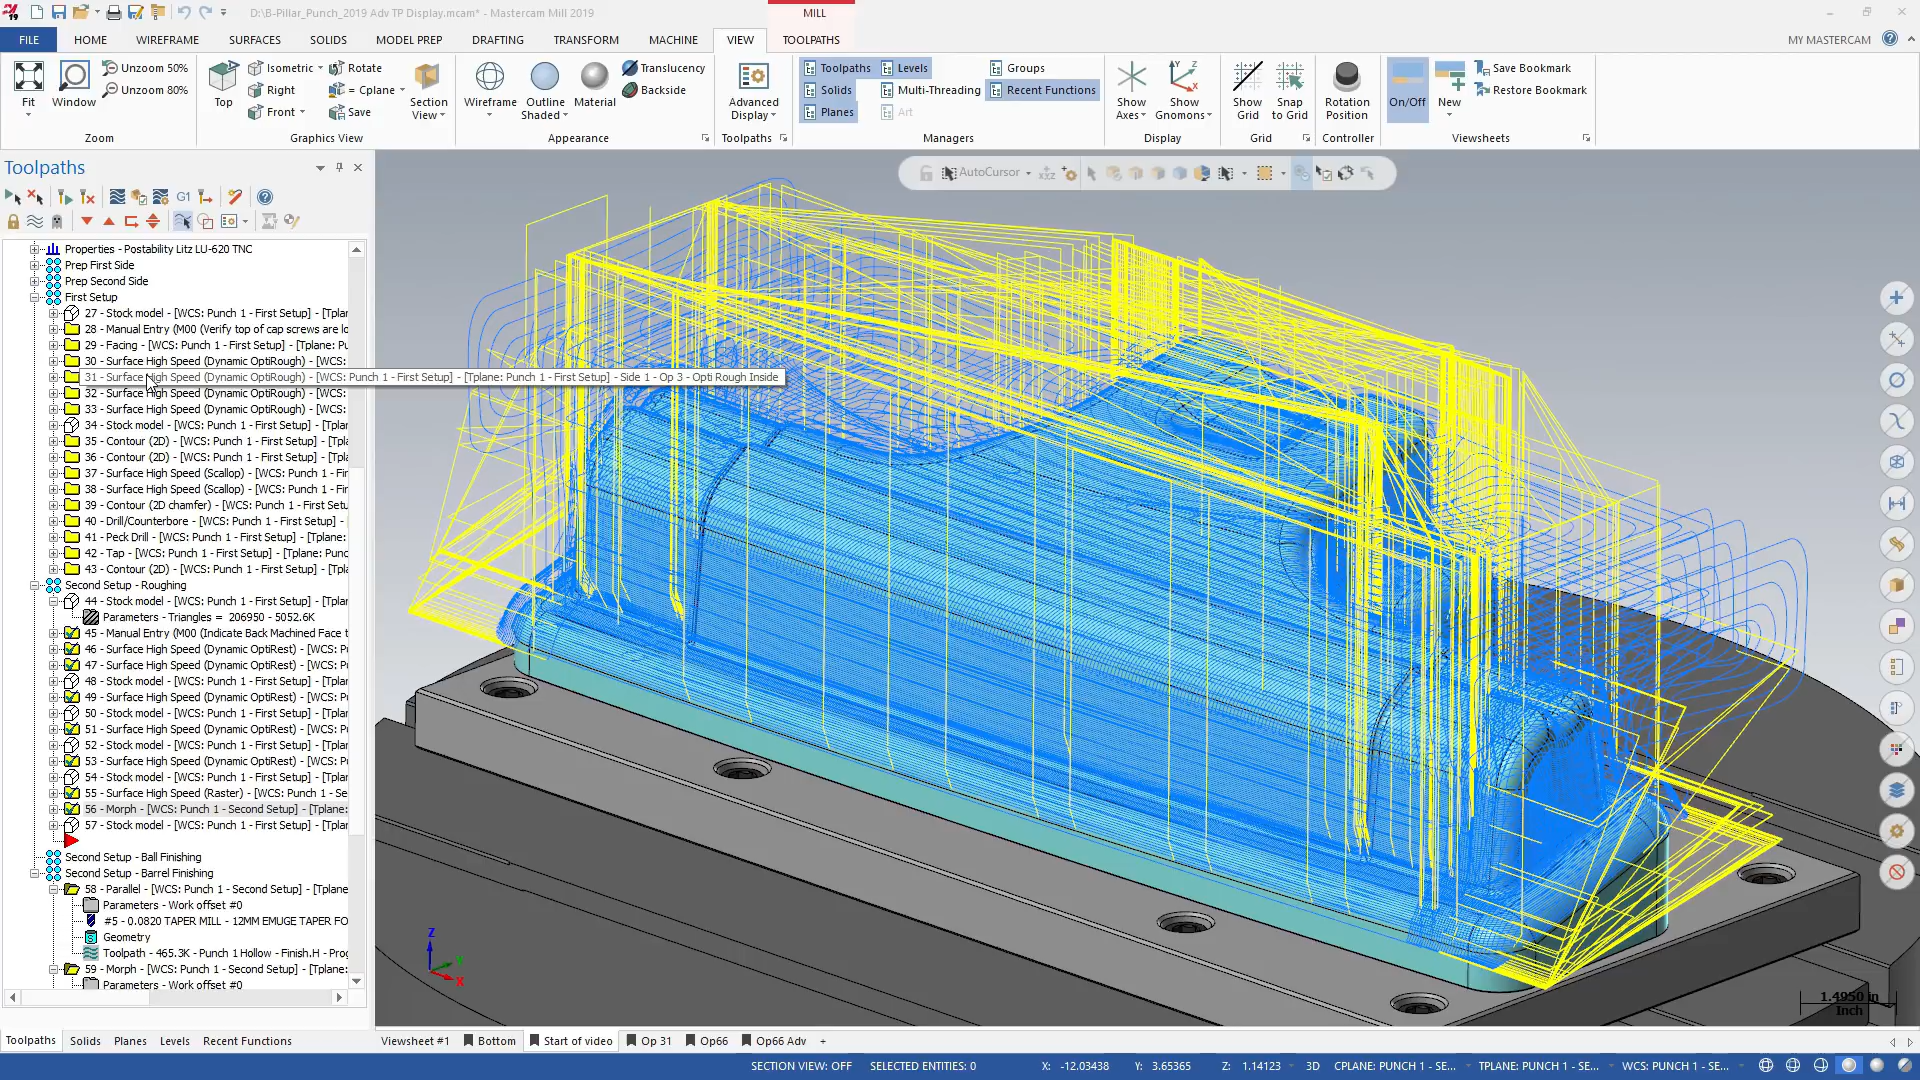 D:\B-Pillar_Punch_2019 Adv TP Display.mcam* - Mastercam Mill 2019
MILL
FILE HOME WIREFRAME SURFACES SOLIDS MODEL PREP DRAFTING TRANSFORM MACHINE VIEW TOOLPATHS MY MASTERCAM
Fit
Window
Unzoom 50%
Unzoom 80%
Zoom
Top
Isometric
Right
Front
Rotate
= Cplane
Save
Section View
Graphics View
Wireframe
Outline Shaded
Material
Translucency
Backside
Appearance
Advanced Display
Toolpaths
Toolpaths
Solids
Planes
Levels
Multi-Threading
Art
Groups
Recent Functions
Managers
Show Axes
Show Gnomons
Display
Show Grid
Snap to Grid
Grid
Rotation Position
Controller
On/Off
New
Save Bookmark
Restore Bookmark
Viewsheets
Toolpaths
G1
AutoCursor
Properties - Postability Litz LU-620 TNC
Prep First Side
Prep Second Side
First Setup
27 - Stock model - [WCS: Punch 1 - First Setup] - [Tplar
28 - Manual Entry (M00 (Verify top of cap screws are lo
29 - Facing - [WCS: Punch 1 - First Setup] - [Tplane: Pu
30 - Surface High Speed (Dynamic OptiRough) - [WCS:
31 - Surface High Speed (Dynamic OptiRough) - [WCS: Punch 1 - First Setup] - [Tplane: Punch 1 - First Setup] - Side 1 - Op 3 - Opti Rough Inside
32 - Surface High Speed (Dynamic OptiRough) - [WCS:
33 - Surface High Speed (Dynamic OptiRough) - [WCS:
34 - Stock model - [WCS: Punch 1 - First Setup] - [Tplar
35 - Contour (2D) - [WCS: Punch 1 - First Setup] - [Tpla
36 - Contour (2D) - [WCS: Punch 1 - First Setup] - [Tpla
37 - Surface High Speed (Scallop) - [WCS: Punch 1 - Fir
38 - Surface High Speed (Scallop) - [WCS: Punch 1 - Fir
39 - Contour (2D chamfer) - [WCS: Punch 1 - First Setu
40 - Drill/Counterbore - [WCS: Punch 1 - First Setup] -
41 - Peck Drill - [WCS: Punch 1 - First Setup] - [Tplane:
42 - Tap - [WCS: Punch 1 - First Setup] - [Tplane: Punc
43 - Contour (2D) - [WCS: Punch 1 - First Setup] - [Tpla
Second Setup - Roughing
44 - Stock model - [WCS: Punch 1 - First Setup] - [Tplar
Parameters - Triangles = 206950 - 5052.6K
45 - Manual Entry (M00 (Indicate Back Machined Face t
46 - Surface High Speed (Dynamic OptiRest) - [WCS: P
47 - Surface High Speed (Dynamic OptiRest) - [WCS: P
48 - Stock model - [WCS: Punch 1 - First Setup] - [Tplar
49 - Surface High Speed (Dynamic OptiRest) - [WCS: P
50 - Stock model - [WCS: Punch 1 - First Setup] - [Tplar
51 - Surface High Speed (Dynamic OptiRest) - [WCS: P
52 - Stock model - [WCS: Punch 1 - First Setup] - [Tplar
53 - Surface High Speed (Dynamic OptiRest) - [WCS: P
54 - Stock model - [WCS: Punch 1 - First Setup] - [Tplar
55 - Surface High Speed (Raster) - [WCS: Punch 1 - Se
56 - Morph - [WCS: Punch 1 - Second Setup] - [Tplane:
57 - Stock model - [WCS: Punch 1 - First Setup] - [Tplar
Second Setup - Ball Finishing
Second Setup - Barrel Finishing
58 - Parallel - [WCS: Punch 1 - Second Setup] - [Tplane
Parameters - Work offset #0
#5 - 0.0820 TAPER MILL - 12MM EMUGE TAPER FO
Geometry
Toolpath - 465.3K - Punch 1 Hollow - Finish.H - Prog
59 - Morph - [WCS: Punch 1 - Second Setup] - [Tplane:
Parameters - Work offset #0
Z
Y
X
1.4950 in
Inch
Toolpaths Solids Planes Levels Recent Functions
Viewsheet #1 Bottom Start of video Op 31 Op66 Op66 Adv +
SECTION VIEW: OFF SELECTED ENTITIES: 0 X: -12.03438 Y: 3.65365 Z: 1.14123 3D CPLANE: PUNCH 1 - SE... TPLANE: PUNCH 1 - SE... WCS: PUNCH 1 - SE...